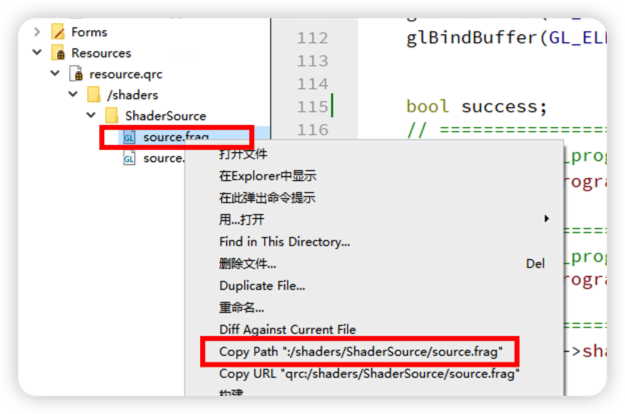 Forms
Resources
resource.qrc
/shaders
ShaderSource
source.frag
source.
112
glBindBuffer(GL_EL
113
114
115 bool success;
116 // ================
打开文件
在Explorer中显示
在此弹出命令提示
用...打开
Find in This Directory...
删除文件... Del
Duplicate File...
重命名...
Diff Against Current File
Copy Path ":/shaders/ShaderSource/source.frag"
Copy URL "qrc:/shaders/ShaderSource/source.frag"
构建
_prog
rogra
=====
_prog
rogra
=====
->sha